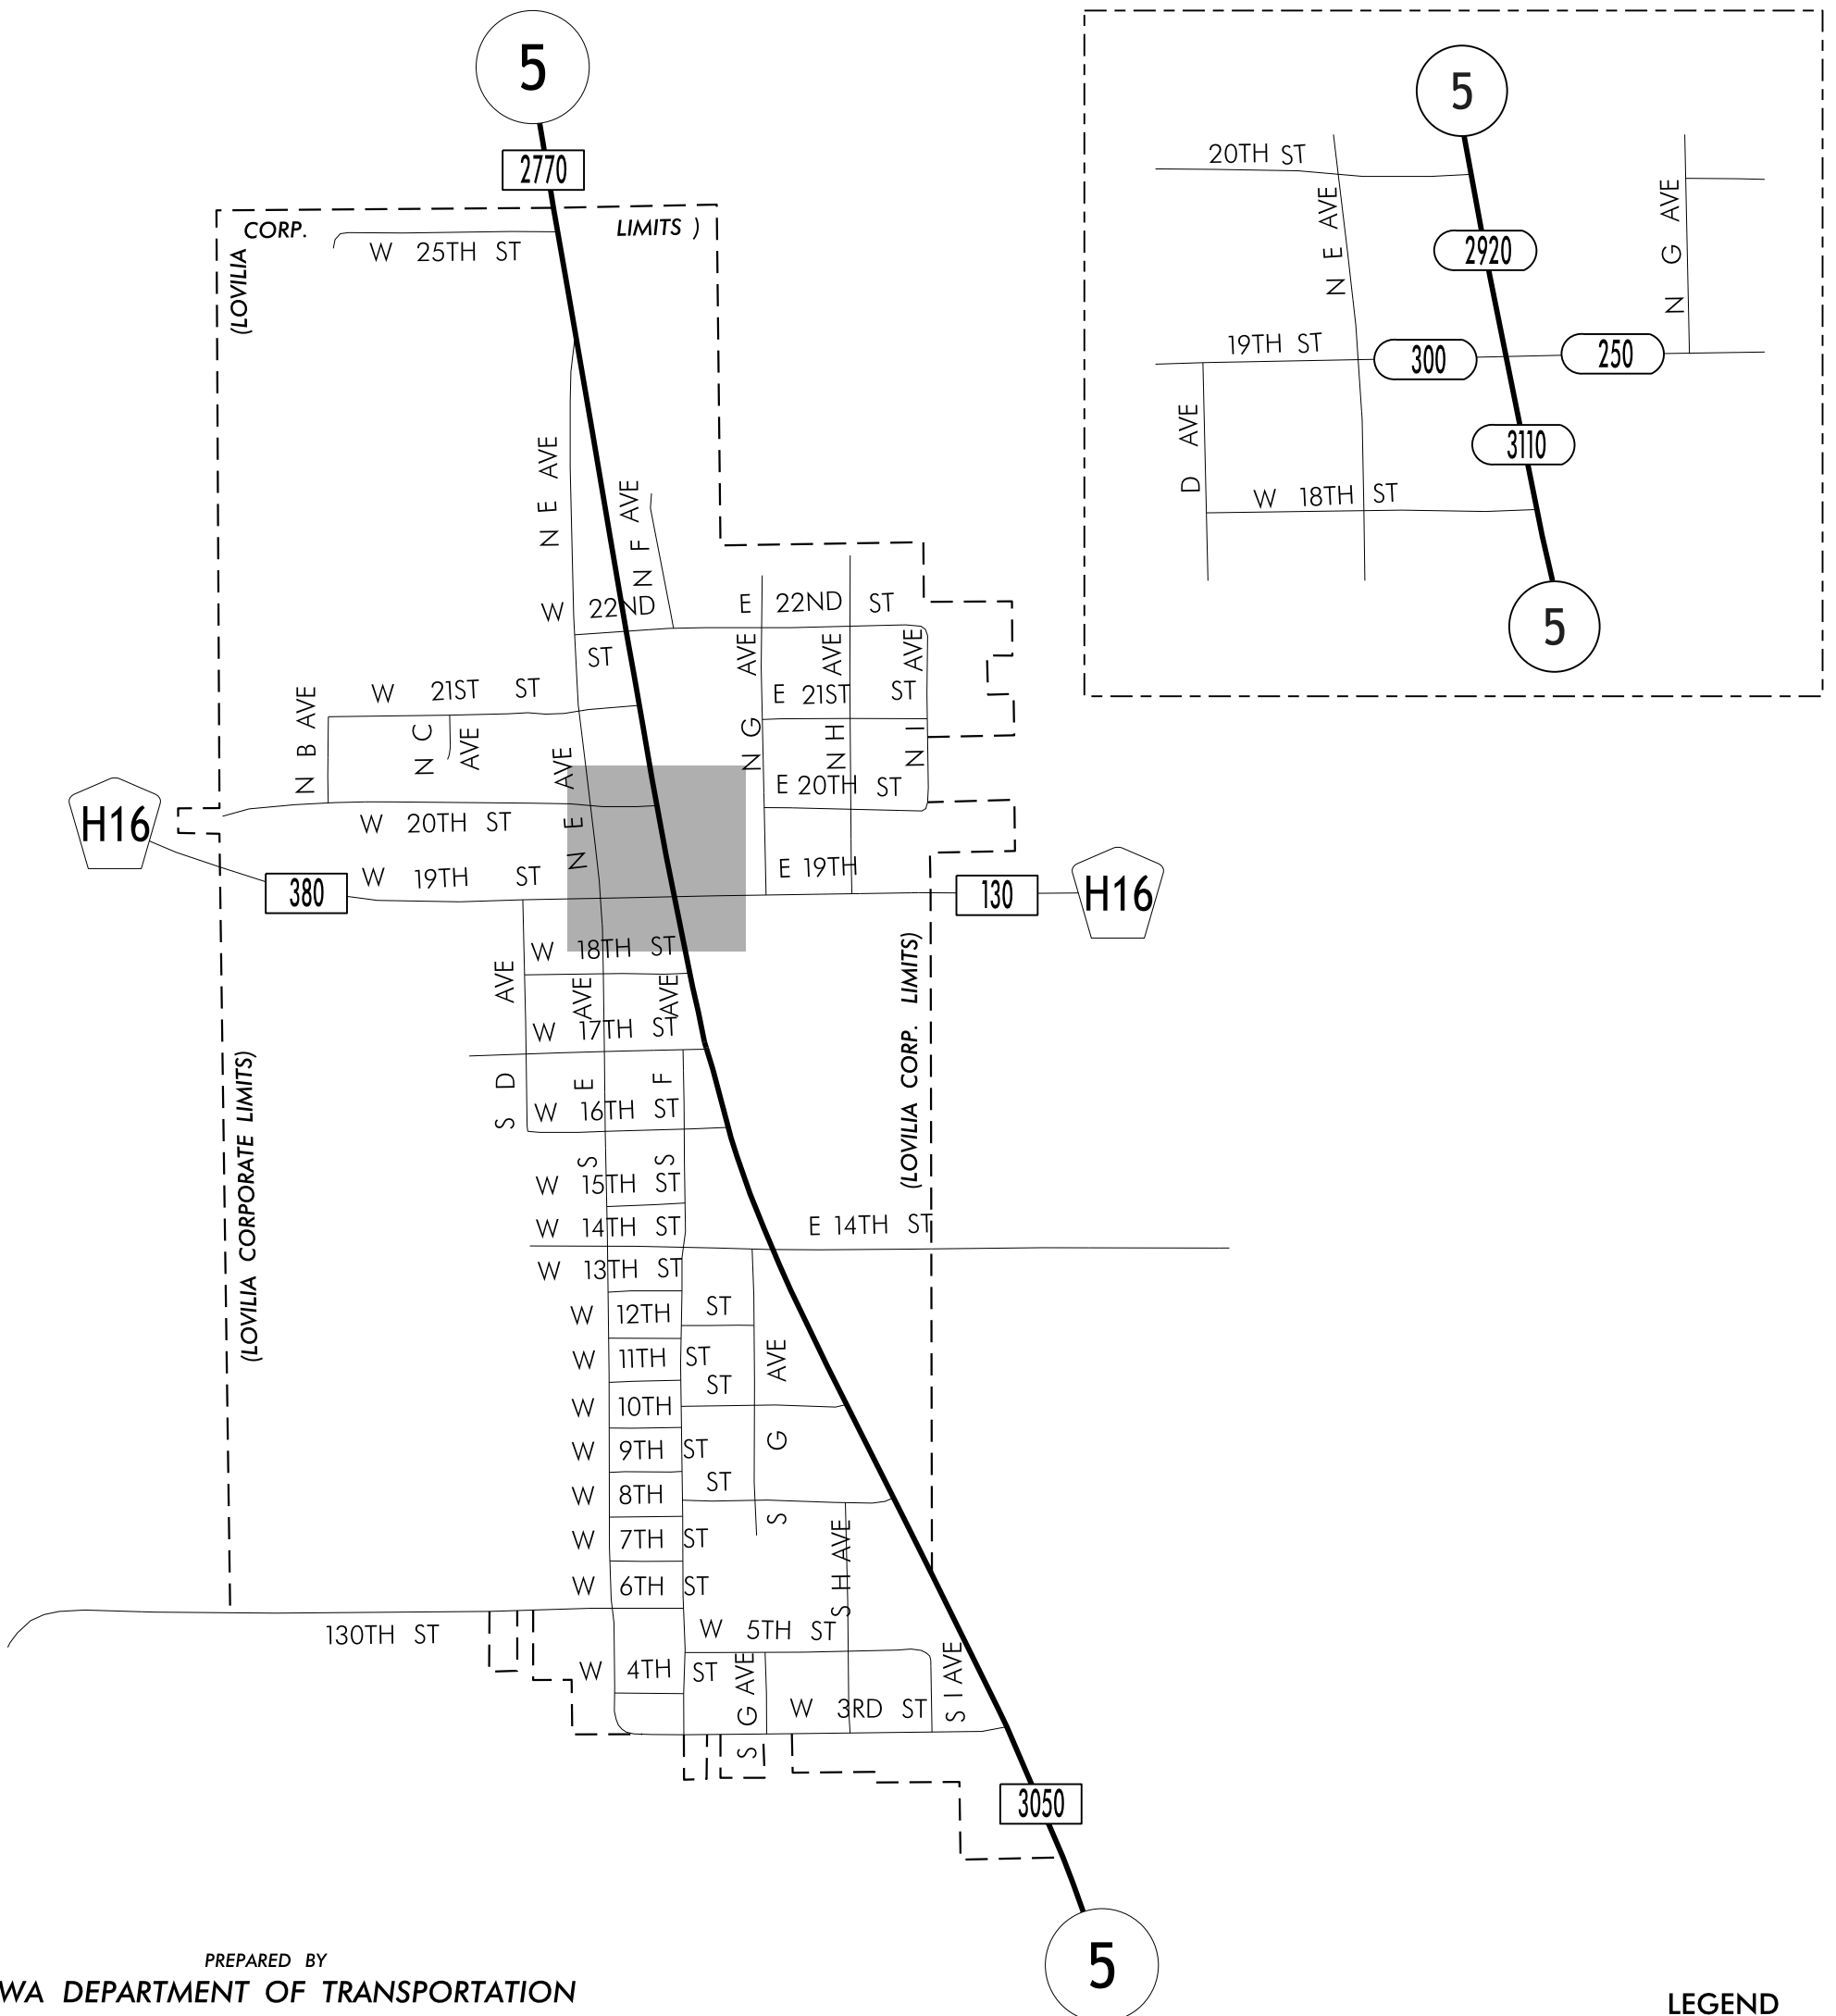 5
2770
CORP. LIMITS )
(LOVILIA
W 25TH ST
N E AVE
N F AVE
W 22ND
ST
E 22ND ST
N G AVE
N H AVE
N I AVE
W 21ST ST
E 21ST ST
N B AVE
N C
AVE
N E AVE
E 20TH ST
H16
W 20TH ST
W 19TH ST
E 19TH
380
130
H16
W 18TH ST
S D AVE
S E AVE
S F AVE
W 17TH ST
W 16TH ST
(LOVILIA CORP. LIMITS)
(LOVILIA CORPORATE LIMITS)
W 15TH ST
W 14TH ST
E 14TH ST
W 13TH ST
W 12TH ST
W 11TH ST
ST
W 10TH
S G AVE
W 9TH ST
ST
W 8TH
W 7TH ST
S H AVE
W 6TH ST
130TH ST
W 5TH ST
W 4TH ST
S G AVE
S I AVE
W 3RD ST
3050
5
5
20TH ST
N E AVE
N G AVE
2920
19TH ST
300
250
D AVE
3110
W 18TH ST
5
PREPARED BY
WA DEPARTMENT OF TRANSPORTATION
LEGEND